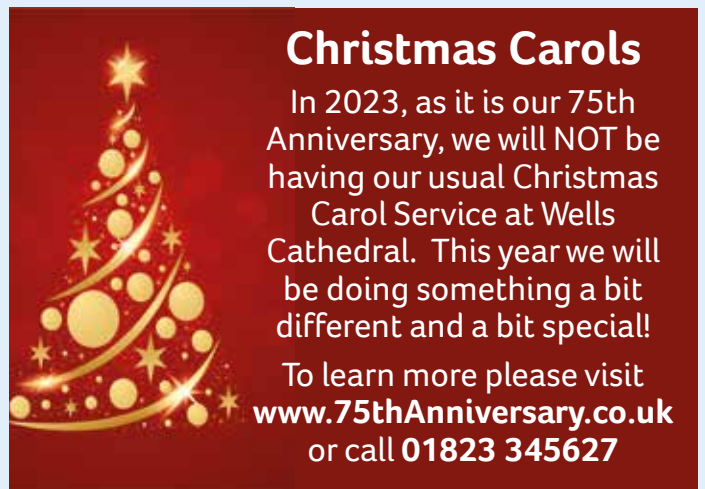 Christmas Carols
In 2023, as it is our 75th
Anniversary, we will NOT be
having our usual Christmas
Carol Service at Wells
Cathedral.  This year we will
be doing something a bit
different and a bit special!
To learn more please visit
www.75thAnniversary.co.uk
or call 01823 345627